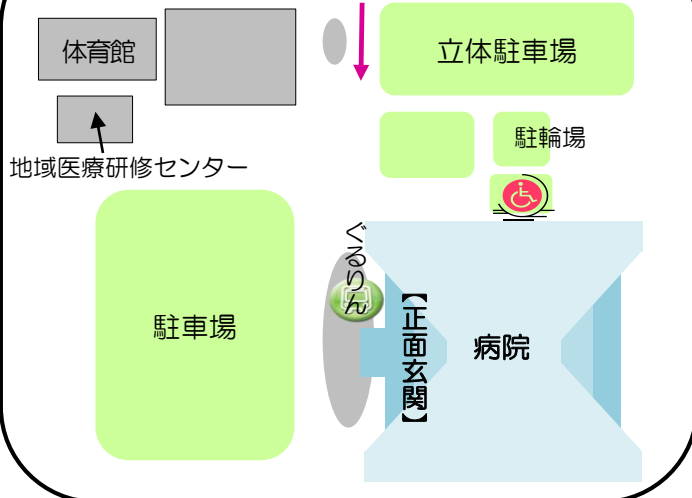 体育館
立体駐車場
駐輪場
地域医療研修センター
ぐるりん
駐車場
【正面玄関】
病院